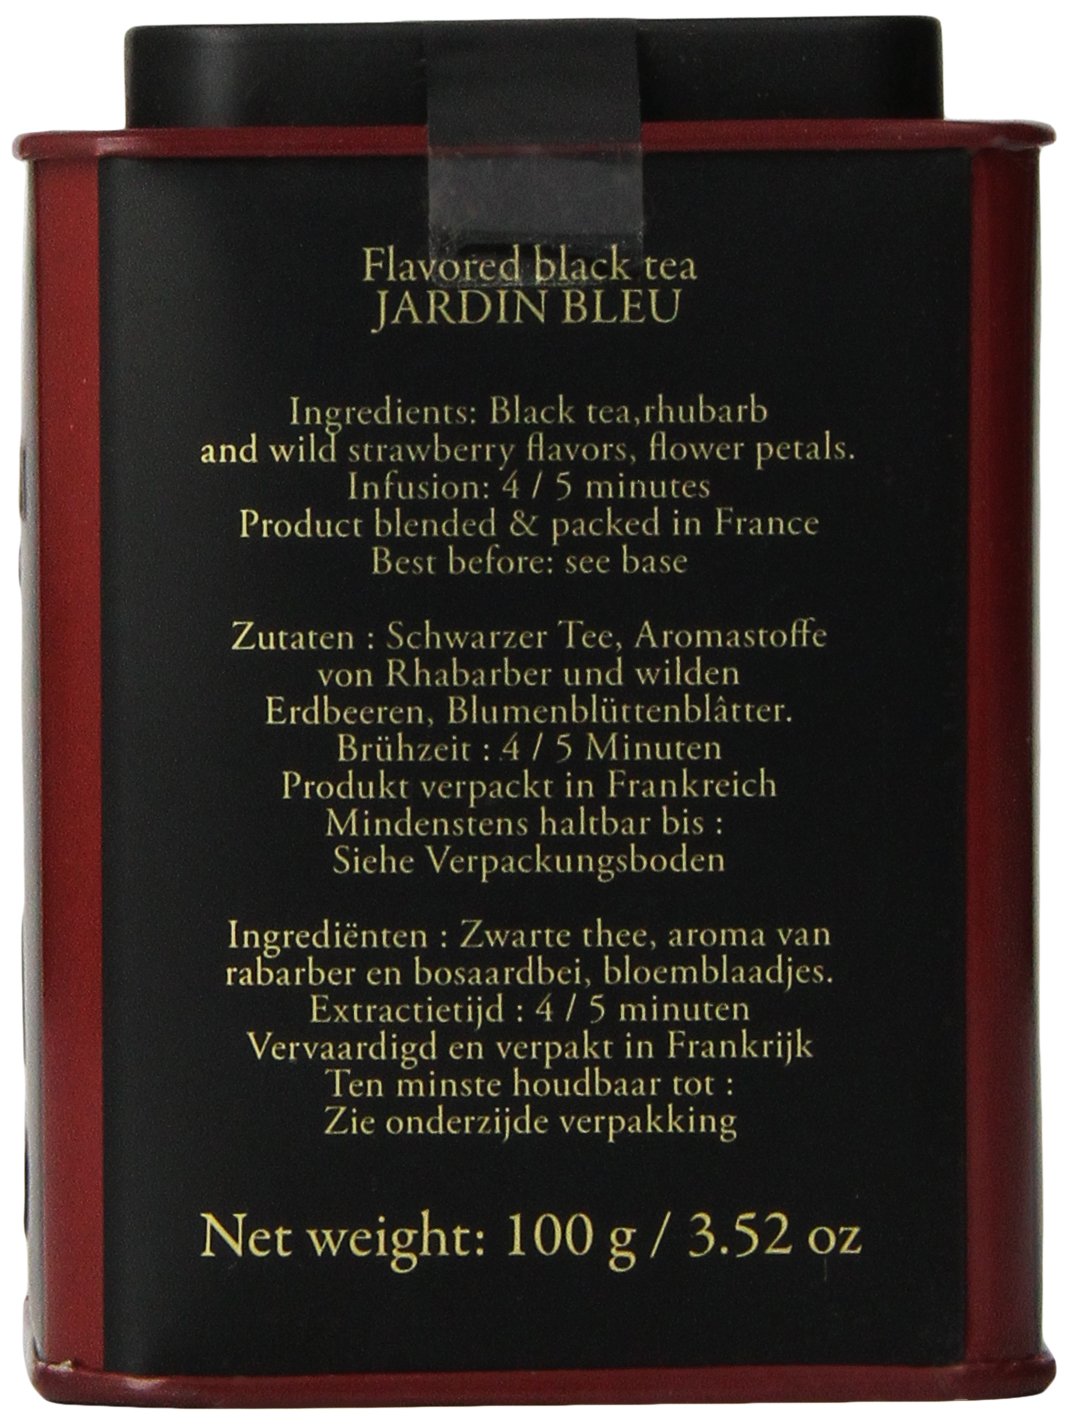 Flavored black tea
JARDIN BLEU
Ingredients: Black tea,rhubarb
and wild strawberry flavors, flower petals.
Infusion: 4 / 5 minutes
Product blended & packed in France
Best before: see base
Zutaten : Schwarzer Tee, Aromastoffe
von Rhabarber und wilden
Erdbeeren, Blumenblüttenblâtter.
Brühzeit : 4 / 5 Minuten
Produkt verpackt in Frankreich
Mindenstens haltbar bis :
Siehe Verpackungsboden
Ingrediënten : Zwarte thee, aroma van
rabarber en bosaardbei, bloemblaadjes.
Extractietijd : 4 / 5 minuten
Vervaardigd en verpakt in Frankrijk
Ten minste houdbaar tot :
Zie onderzijde verpakking
Net weight: 100 g / 3.52 oz